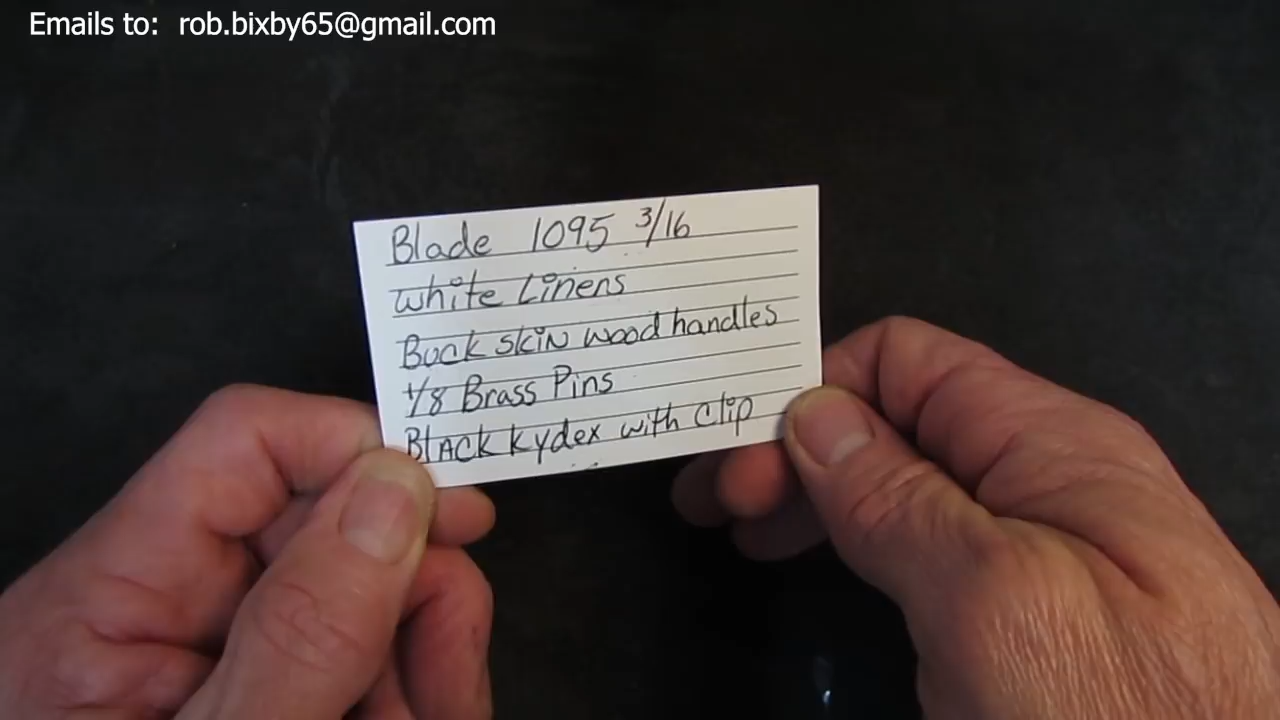 Emails to: rob.bixby65@gmail.com
Blade 1095 3/16
White Linens
Buck skin wood handles
1/8 Brass Pins
BLACK kydex with Clip